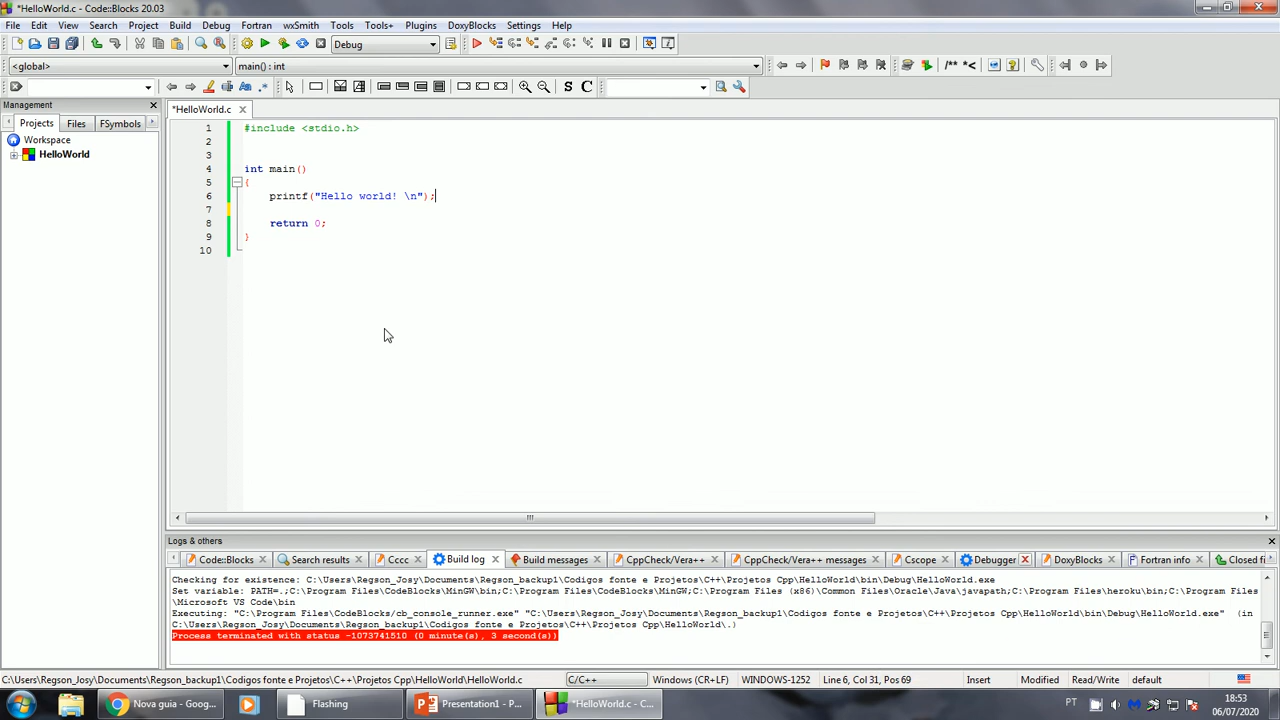 *HelloWorld.c - Code::Blocks 20.03
File Edit View Search Project Build Debug Fortran wxSmith Tools Tools+ Plugins DoxyBlocks Settings Help
Debug
<global> main() : int
/** *<
Aa .*
S C
Management
*HelloWorld.c
Projects Files FSymbols
Workspace
HelloWorld
1 #include <stdio.h>
2
3
4 int main()
5 {
6 printf("Hello world! \n");
7
8 return 0;
9 }
10
Logs & others
Code::Blocks Search results Cccc Build log Build messages CppCheck/Vera++ CppCheck/Vera++ messages Cscope Debugger DoxyBlocks Fortran info Closed fi
Checking for existence: C:\Users\Regson_Josy\Documents\Regson_backup1\Codigos fonte e Projetos\C++\Projetos Cpp\HelloWorld\bin\Debug\HelloWorld.exe
Set variable: PATH=.;C:\Program Files\CodeBlocks\MinGW\bin;C:\Program Files\CodeBlocks\MinGW;C:\Program Files (x86)\Common Files\Oracle\Java\javapath;C:\Program Files\heroku\bin;C:\Program Files
\Microsoft VS Code\bin
Executing: "C:\Program Files\CodeBlocks/cb_console_runner.exe" "C:\Users\Regson_Josy\Documents\Regson_backup1\Codigos fonte e Projetos\C++\Projetos Cpp\HelloWorld\bin\Debug\HelloWorld.exe" (in
C:\Users\Regson_Josy\Documents\Regson_backup1\Codigos fonte e Projetos\C++\Projetos Cpp\HelloWorld\.)
Process terminated with status -1073741510 (0 minute(s), 3 second(s))
C:\Users\Regson_Josy\Documents\Regson_backup1\Codigos fonte e Projetos\C++\Projetos Cpp\HelloWorld\HelloWorld.c C/C++ Windows (CR+LF) WINDOWS-1252 Line 6, Col 31, Pos 69 Insert Modified Read/Write default
Nova guia - Goog... Flashing Presentation1 - P... *HelloWorld.c - C... PT 18:53
06/07/2020